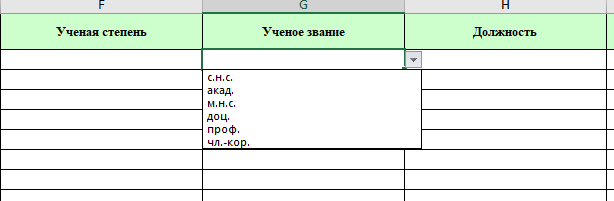 F G H
Ученая степень Ученое звание Должность
с.н.с.
акад.
м.н.с.
доц.
проф.
чл.-кор.